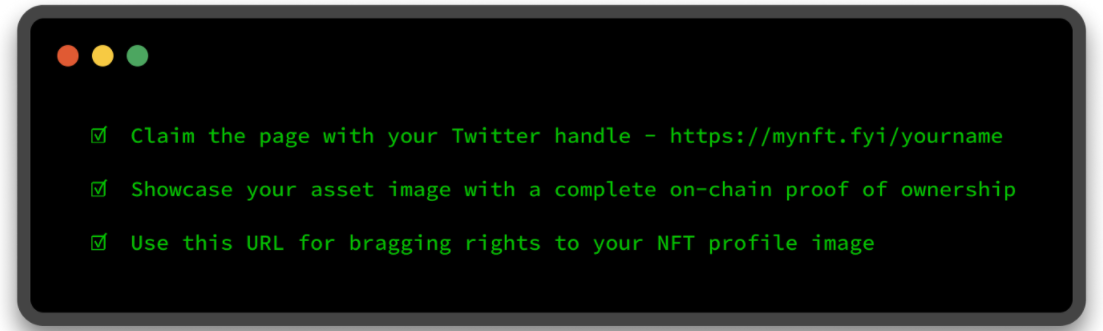 ☑ Claim the page with your Twitter handle - https://mynft.fyi/yourname
☑ Showcase your asset image with a complete on-chain proof of ownership
☑ Use this URL for bragging rights to your NFT profile image